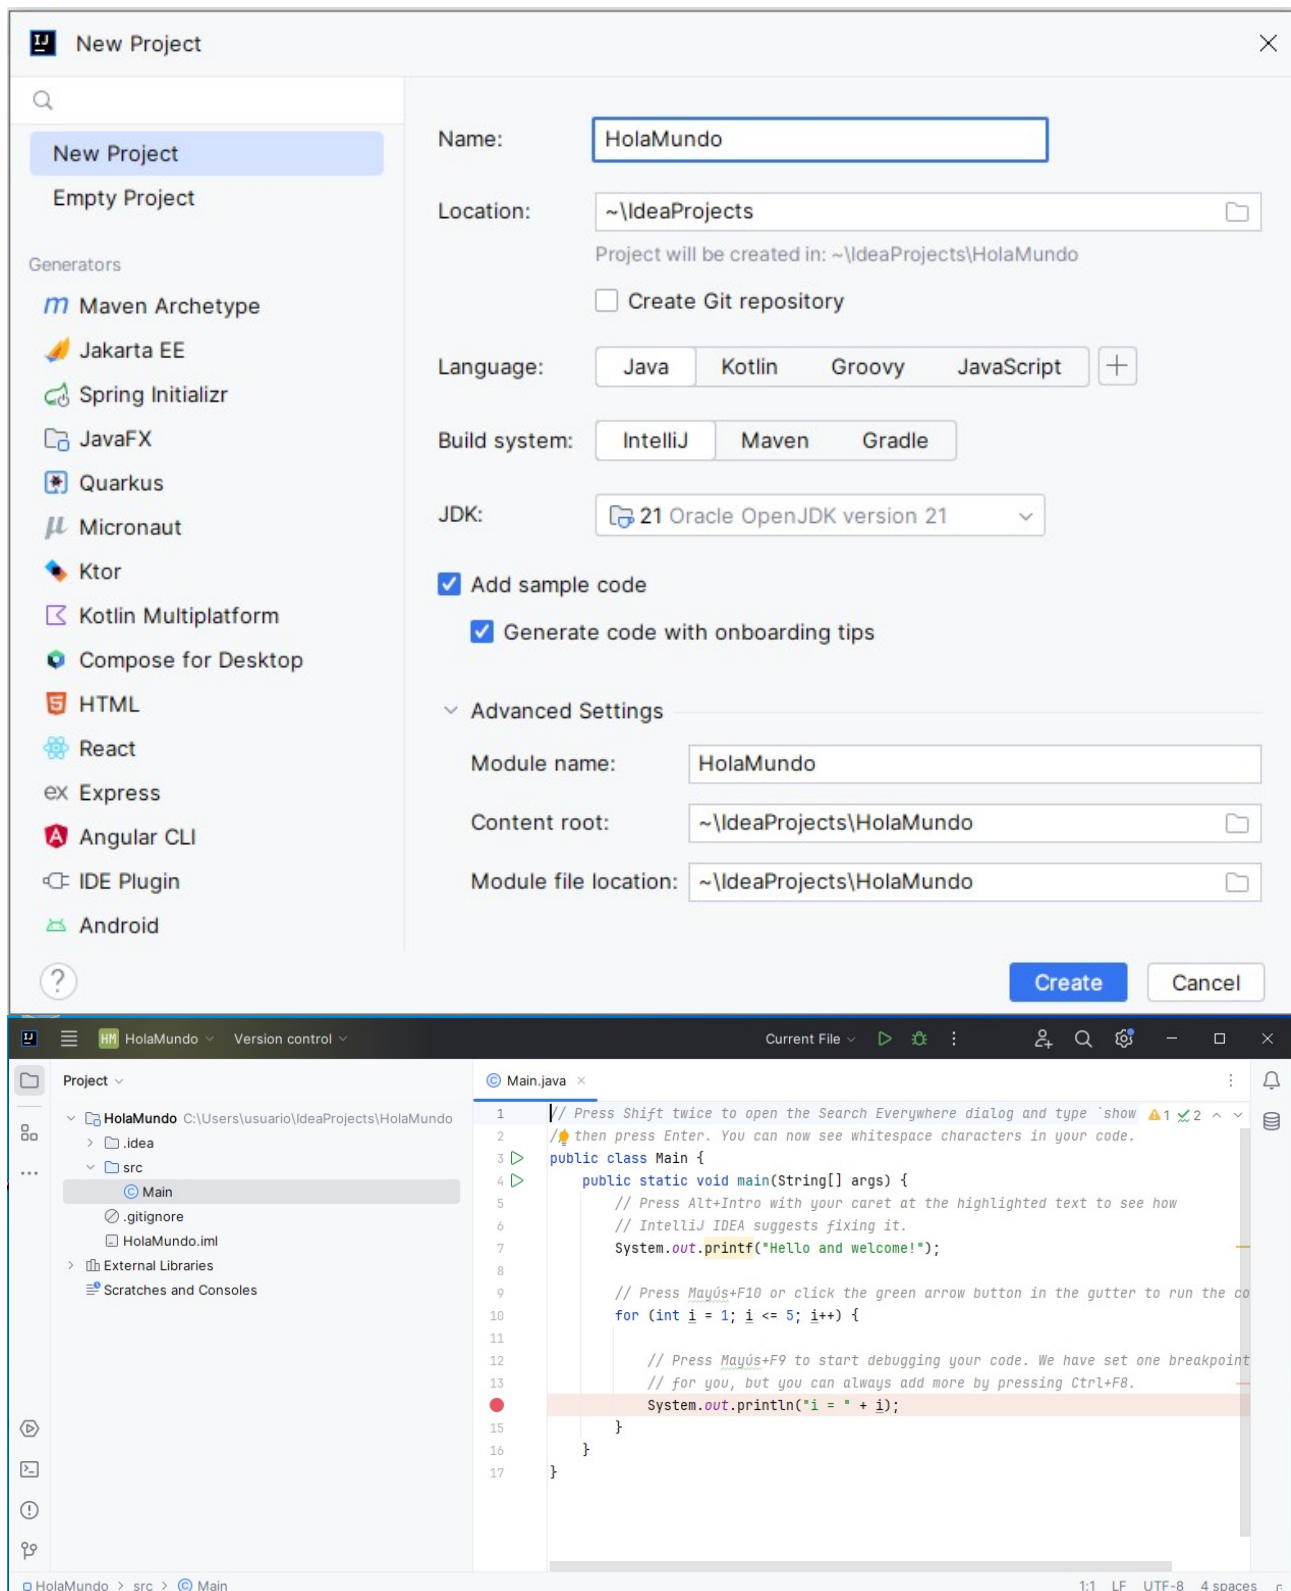 New Project
New Project
Empty Project
Generators
Maven Archetype
Jakarta EE
Spring Initializr
JavaFX
Quarkus
Micronaut
Ktor
Kotlin Multiplatform
Compose for Desktop
HTML
React
ex Express
Angular CLI
IDE Plugin
Android
?
Name: HolaMundo
Location: ~\IdeaProjects
Project will be created in: ~\IdeaProjects\HolaMundo
Create Git repository
Language: Java Kotlin Groovy JavaScript
Build system: IntelliJ Maven Gradle
JDK: 21 Oracle OpenJDK version 21
Add sample code
Generate code with onboarding tips
Advanced Settings
Module name: HolaMundo
Content root: ~\IdeaProjects\HolaMundo
Module file location: ~\IdeaProjects\HolaMundo
Create Cancel
HM HolaMundo Version control Current File
Project
HolaMundo C:\Users\usuario\IdeaProjects\HolaMundo
.idea
src
Main
.gitignore
HolaMundo.iml
External Libraries
Scratches and Consoles
Main.java
1 // Press Shift twice to open the Search Everywhere dialog and type `show 1 2
2 // then press Enter. You can now see whitespace characters in your code.
3 public class Main {
4 public static void main(String[] args) {
5 // Press Alt+Intro with your caret at the highlighted text to see how
6 // IntelliJ IDEA suggests fixing it.
7 System.out.printf("Hello and welcome!");
8
9 // Press Mayús+F10 or click the green arrow button in the gutter to run the co
10 for (int i = 1; i <= 5; i++) {
11
12 // Press Mayús+F9 to start debugging your code. We have set one breakpoint
13 // for you, but you can always add more by pressing Ctrl+F8.
System.out.println("i = " + i);
15 }
16 }
17 }
HolaMundo > src > Main 1:1 LF UTF-8 4 spaces